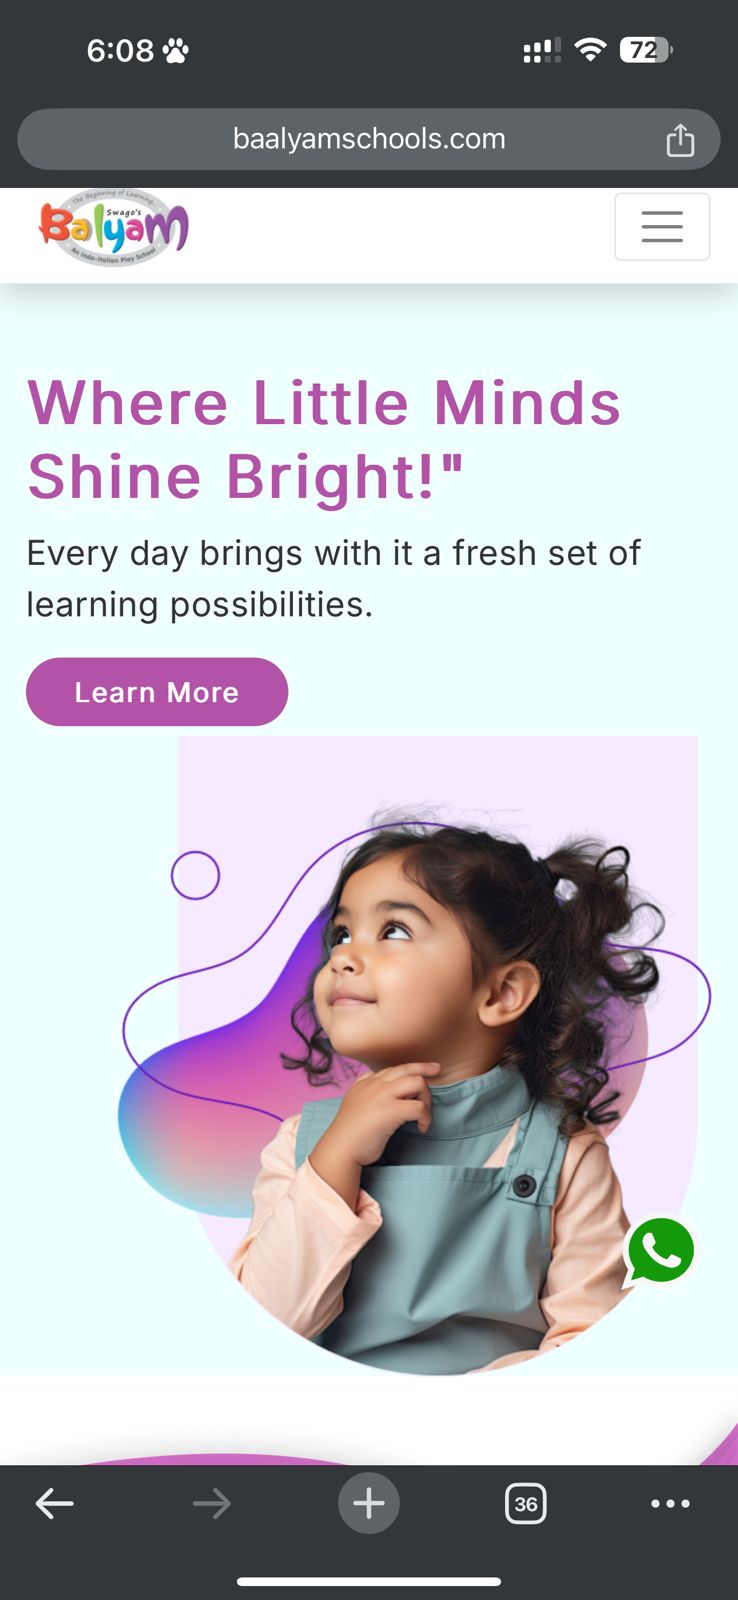 6:08
72
baalyamschools.com
The Beginning of Learning..
Swago's
Balyam
An Indo-Italian Play School
Where Little Minds
Shine Bright!"
Every day brings with it a fresh set of
learning possibilities.
Learn More
36